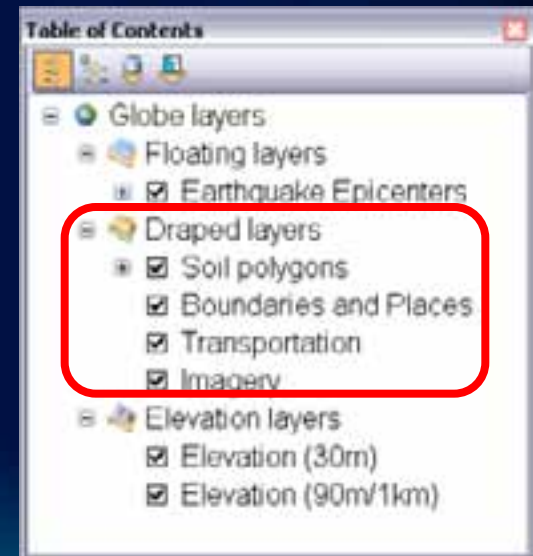 Table of Contents
Globe layers
Floating layers
Earthquake Epicenters
Draped layers
Soil polygons
Boundaries and Places
Transportation
Imagery
Elevation layers
Elevation (30m)
Elevation (90m/1km)